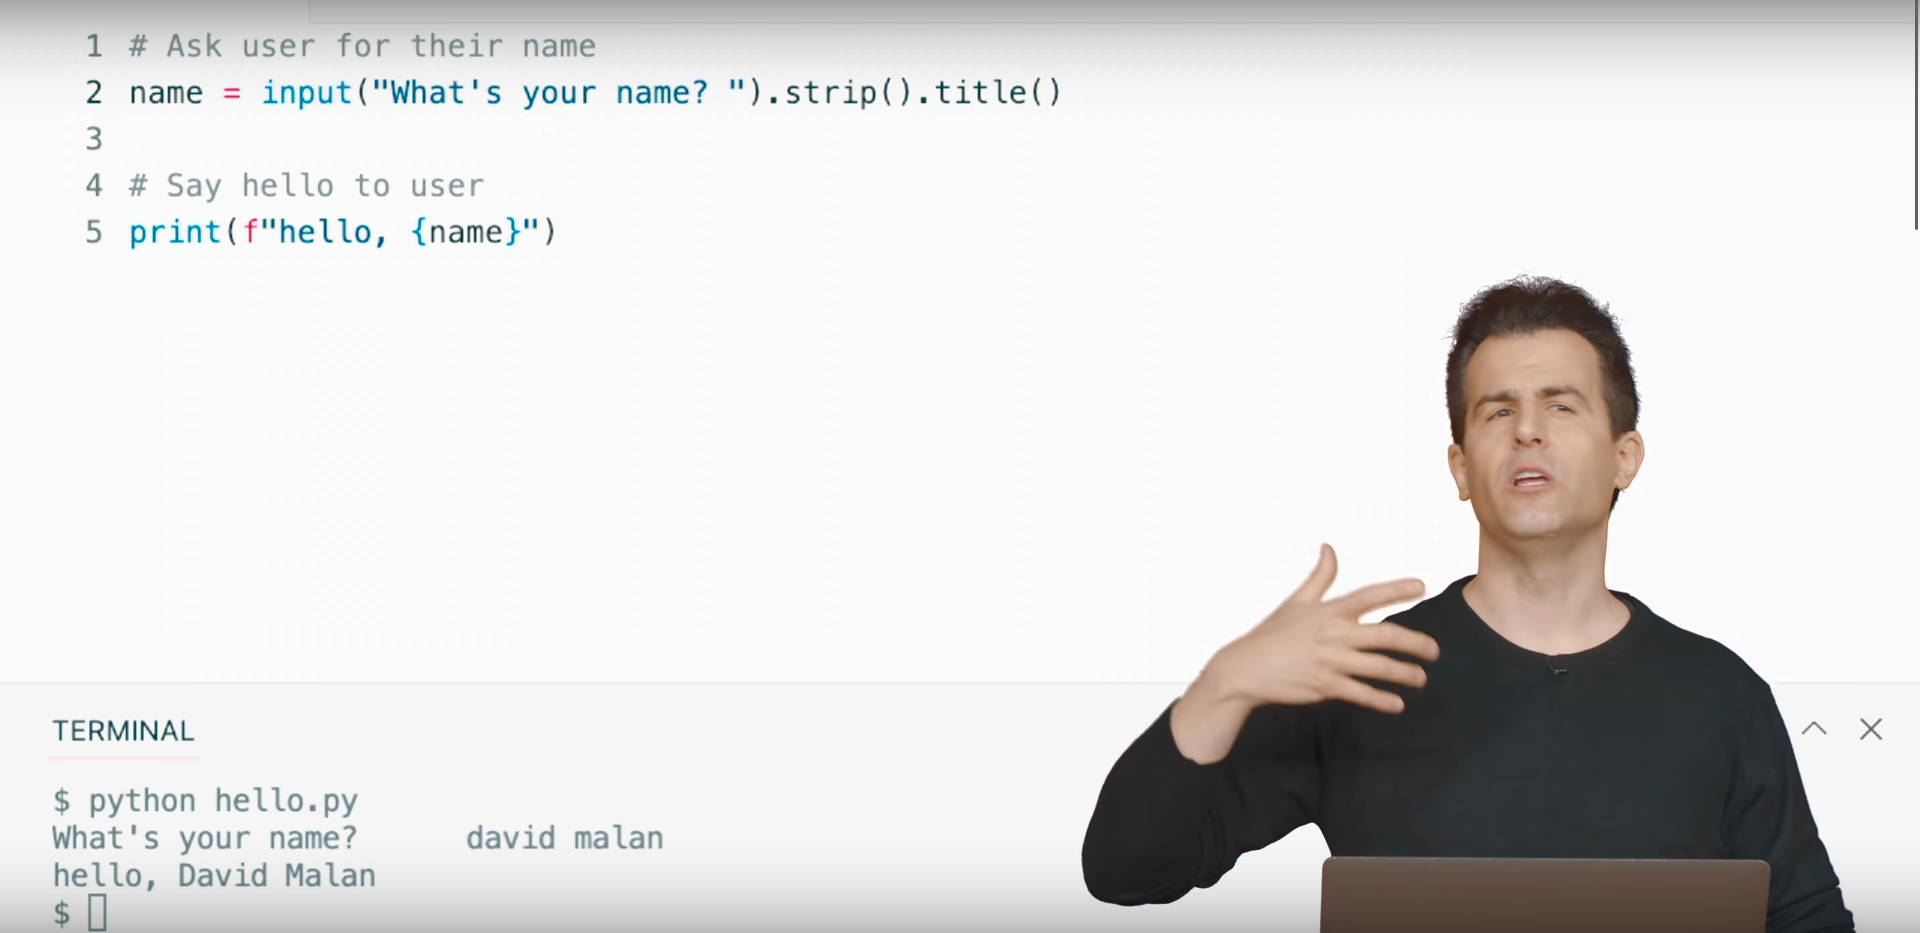 1 # Ask user for their name
2 name = input("What's your name? ").strip().title()
3
4 # Say hello to user
5 print(f"hello, {name}")
TERMINAL
$ python hello.py
What's your name?      david malan
hello, David Malan
$